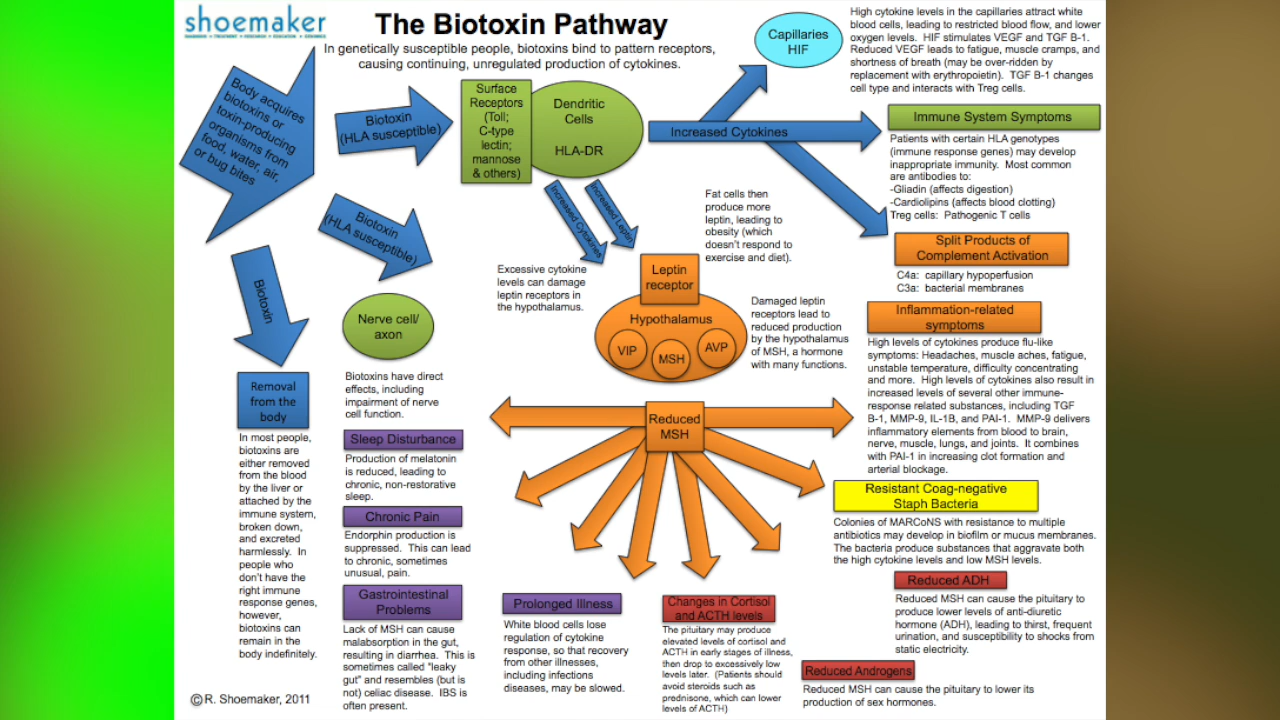 shoemaker
DIAGNOSIS • TREATMENT • RESEARCH • EDUCATION • GENOMICS
The Biotoxin Pathway
In genetically susceptible people, biotoxins bind to pattern receptors,
causing continuing, unregulated production of cytokines.
Body acquires
biotoxins or
toxin-producing
organisms from
food, water, air,
or bug bites
Biotoxin
(HLA susceptible)
Surface
Receptors
(Toll;
C-type
lectin;
mannose
& others)
Dendritic
Cells
HLA-DR
Increased Cytokines
Capillaries
HIF
High cytokine levels in the capillaries attract white
blood cells, leading to restricted blood flow, and lower
oxygen levels. HIF stimulates VEGF and TGF B-1.
Reduced VEGF leads to fatigue, muscle cramps, and
shortness of breath (may be over-ridden by
replacement with erythropoietin). TGF B-1 changes
cell type and interacts with Treg cells.
Immune System Symptoms
Patients with certain HLA genotypes
(immune response genes) may develop
inappropriate immunity. Most common
are antibodies to:
-Gliadin (affects digestion)
-Cardiolipins (affects blood clotting)
Treg cells: Pathogenic T cells
Split Products of
Complement Activation
C4a: capillary hypoperfusion
C3a: bacterial membranes
Biotoxin
(HLA susceptible)
Increased Cytokines
Increased Leptin
Fat cells then
produce more
leptin, leading to
obesity (which
doesn't respond to
exercise and diet).
Excessive cytokine
levels can damage
leptin receptors in
the hypothalamus.
Leptin
receptor
Hypothalamus
VIP
MSH
AVP
Damaged leptin
receptors lead to
reduced production
by the hypothalamus
of MSH, a hormone
with many functions.
Inflammation-related
symptoms
High levels of cytokines produce flu-like
symptoms: Headaches, muscle aches, fatigue,
unstable temperature, difficulty concentrating
and more. High levels of cytokines also result in
increased levels of several other immune-
response related substances, including TGF
B-1, MMP-9, IL-1B, and PAI-1. MMP-9 delivers
inflammatory elements from blood to brain,
nerve, muscle, lungs, and joints. It combines
with PAI-1 in increasing clot formation and
arterial blockage.
Biotoxin
Nerve cell/
axon
Biotoxins have direct
effects, including
impairment of nerve
cell function.
Removal
from the
body
In most people,
biotoxins are
either removed
from the blood
by the liver or
attached by the
immune system,
broken down,
and excreted
harmlessly. In
people who
don't have the
right immune
response genes,
however,
biotoxins can
remain in the
body indefinitely.
Reduced
MSH
Sleep Disturbance
Production of melatonin
is reduced, leading to
chronic, non-restorative
sleep.
Chronic Pain
Endorphin production is
suppressed. This can lead
to chronic, sometimes
unusual, pain.
Gastrointestinal
Problems
Lack of MSH can cause
malabsorption in the gut,
resulting in diarrhea. This is
sometimes called "leaky
gut" and resembles (but is
not) celiac disease. IBS is
often present.
Prolonged Illness
White blood cells lose
regulation of cytokine
response, so that recovery
from other illnesses,
including infections
diseases, may be slowed.
Changes in Cortisol
and ACTH levels
The pituitary may produce
elevated levels of cortisol and
ACTH in early stages of illness,
then drop to excessively low
levels later. (Patients should
avoid steroids such as
prednisone, which can lower
levels of ACTH)
Resistant Coag-negative
Staph Bacteria
Colonies of MARCoNS with resistance to multiple
antibiotics may develop in biofilm or mucus membranes.
The bacteria produce substances that aggravate both
the high cytokine levels and low MSH levels.
Reduced ADH
Reduced MSH can cause the pituitary to
produce lower levels of anti-diuretic
hormone (ADH), leading to thirst, frequent
urination, and susceptibility to shocks from
static electricity.
Reduced Androgens
Reduced MSH can cause the pituitary to lower its
production of sex hormones.
©R. Shoemaker, 2011